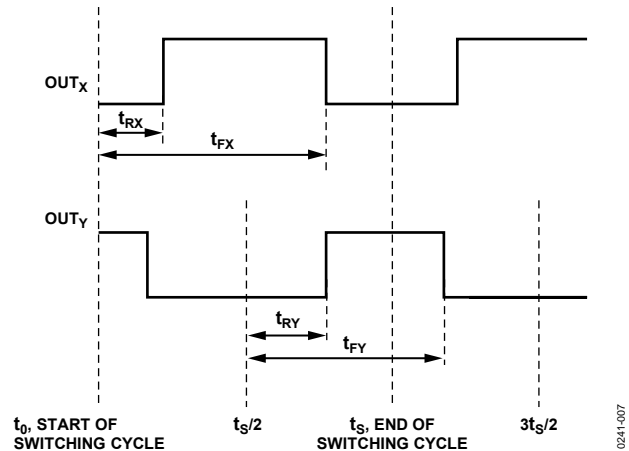 OUTX
tRX
tFX
OUTY
tRY
tFY
t0, START OF
SWITCHING CYCLE
tS/2
tS, END OF
SWITCHING CYCLE
3tS/2
0241-007